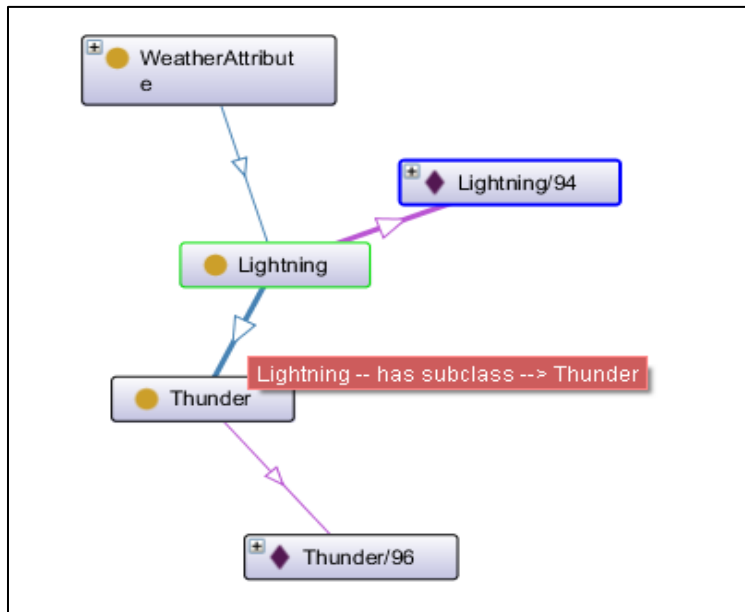 WeatherAttribut
e
Lightning/94
Lightning
Lightning -- has subclass --> Thunder
Thunder
Thunder/96